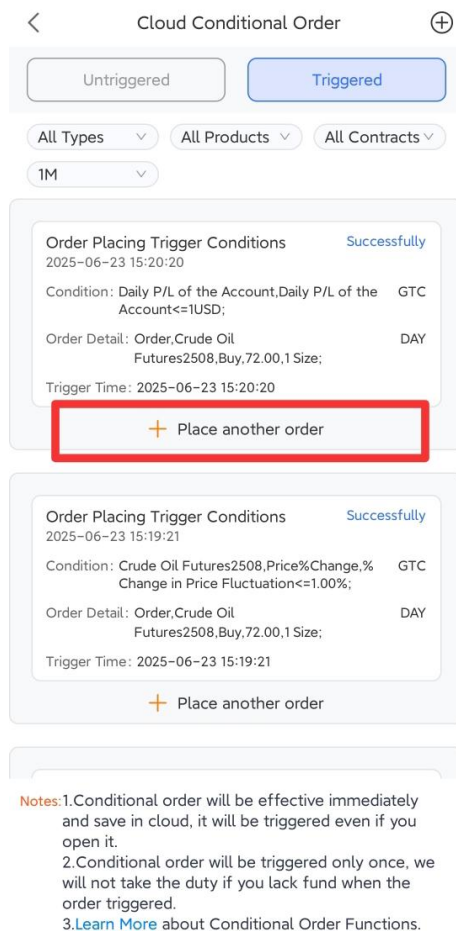 Cloud Conditional Order
Untriggered Triggered
All Types All Products All Contracts
1M
Order Placing Trigger Conditions Successfully
2025-06-23 15:20:20
Condition: Daily P/L of the Account,Daily P/L of the GTC
Account<=1USD;
Order Detail: Order,Crude Oil DAY
Futures2508,Buy,72.00,1 Size;
Trigger Time: 2025-06-23 15:20:20
+ Place another order
Order Placing Trigger Conditions Successfully
2025-06-23 15:19:21
Condition: Crude Oil Futures2508,Price%Change,% GTC
Change in Price Fluctuation<=1.00%;
Order Detail: Order,Crude Oil DAY
Futures2508,Buy,72.00,1 Size;
Trigger Time: 2025-06-23 15:19:21
+ Place another order
Notes:1.Conditional order will be effective immediately
and save in cloud, it will be triggered even if you
open it.
2.Conditional order will be triggered only once, we
will not take the duty if you lack fund when the
order triggered.
3.Learn More about Conditional Order Functions.